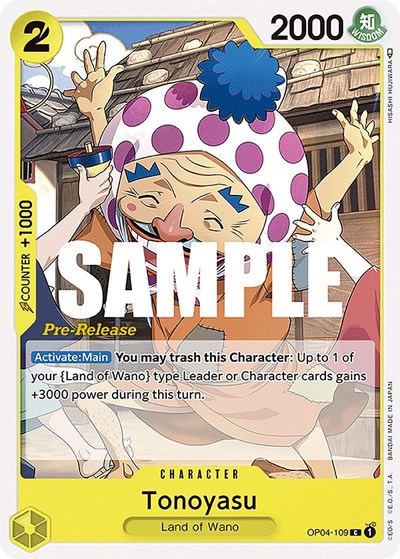 2
2000
知
WISDOM
HISASHI HUJIWARA
COUNTER +1000
SAMPLE
Pre-Release
Activate:Main You may trash this Character: Up to 1 of
your {Land of Wano} type Leader or Character cards gains
+3000 power during this turn.
CHARACTER
Tonoyasu
Land of Wano
OP04-109 C 1
©E.O/S. ©E.O.S., T.A. BANDAI MADE IN JAPAN